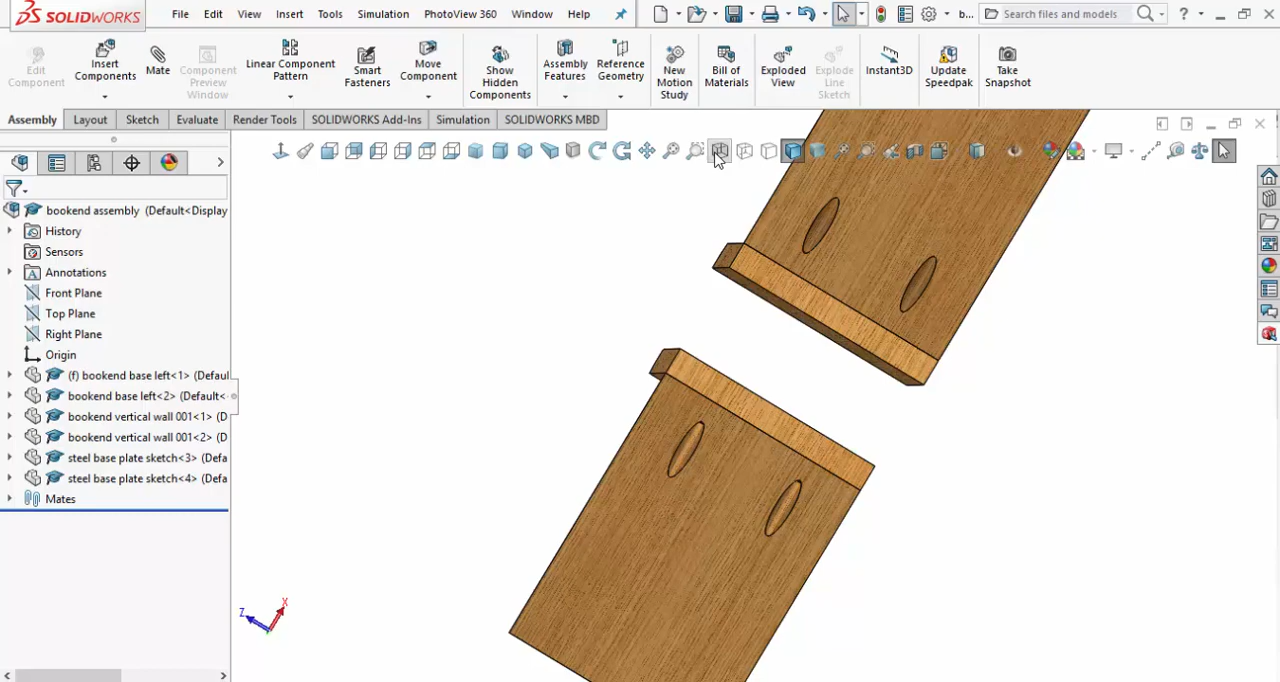 SOLIDWORKS File Edit View Insert Tools Simulation PhotoView 360 Window Help b... Search files and models ?
Edit Component
Insert Components
Mate
Component Preview Window
Linear Component Pattern
Smart Fasteners
Move Component
Show Hidden Components
Assembly Features
Reference Geometry
New Motion Study
Bill of Materials
Exploded View
Explode Line Sketch
Instant3D
Update Speedpak
Take Snapshot
Assembly Layout Sketch Evaluate Render Tools SOLIDWORKS Add-Ins Simulation SOLIDWORKS MBD
bookend assembly (Default<Display
History
Sensors
A Annotations
Front Plane
Top Plane
Right Plane
Origin
(f) bookend base left<1> (Defaul
bookend base left<2> (Default<
bookend vertical wall 001<1> (D
bookend vertical wall 001<2> (D
steel base plate sketch<3> (Defa
steel base plate sketch<4> (Defa
Mates
Z X